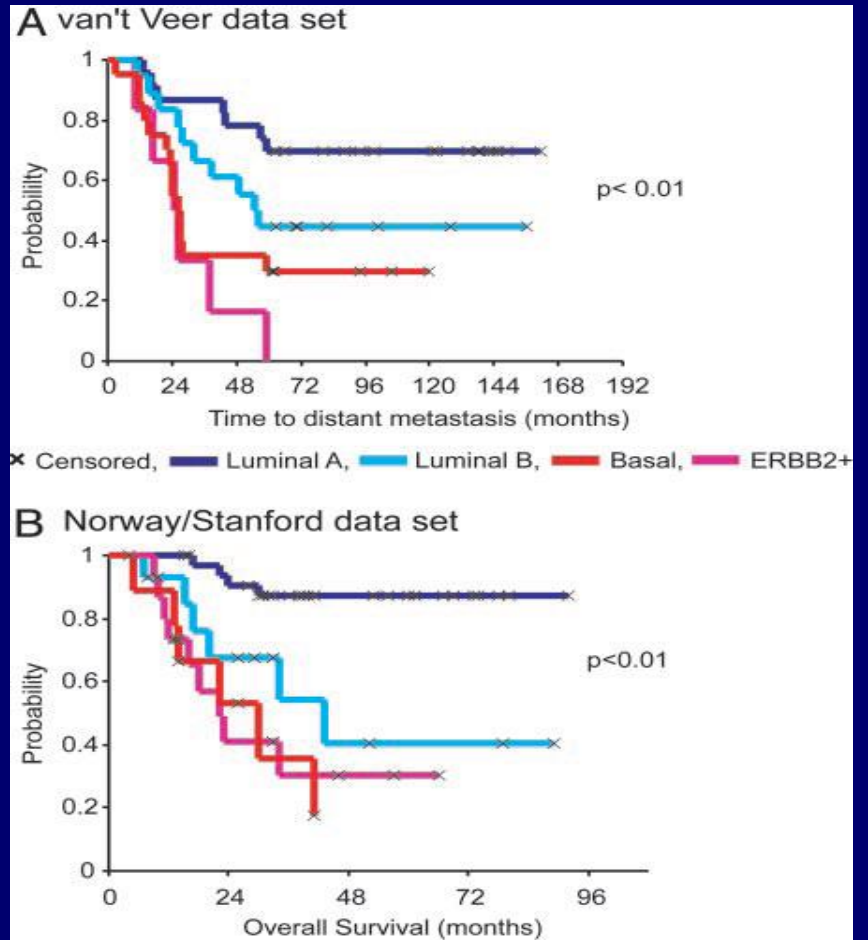 A van't Veer data set
1
0.8
0.6
0.4
0.2
0
Probabililty
p< 0.01
0 24 48 72 96 120 144 168 192
Time to distant metastasis (months)
× Censored, Luminal A, Luminal B, Basal, ERBB2+
B Norway/Stanford data set
1
0.8
0.6
0.4
0.2
0
Probability
p<0.01
0 24 48 72 96
Overall Survival (months)